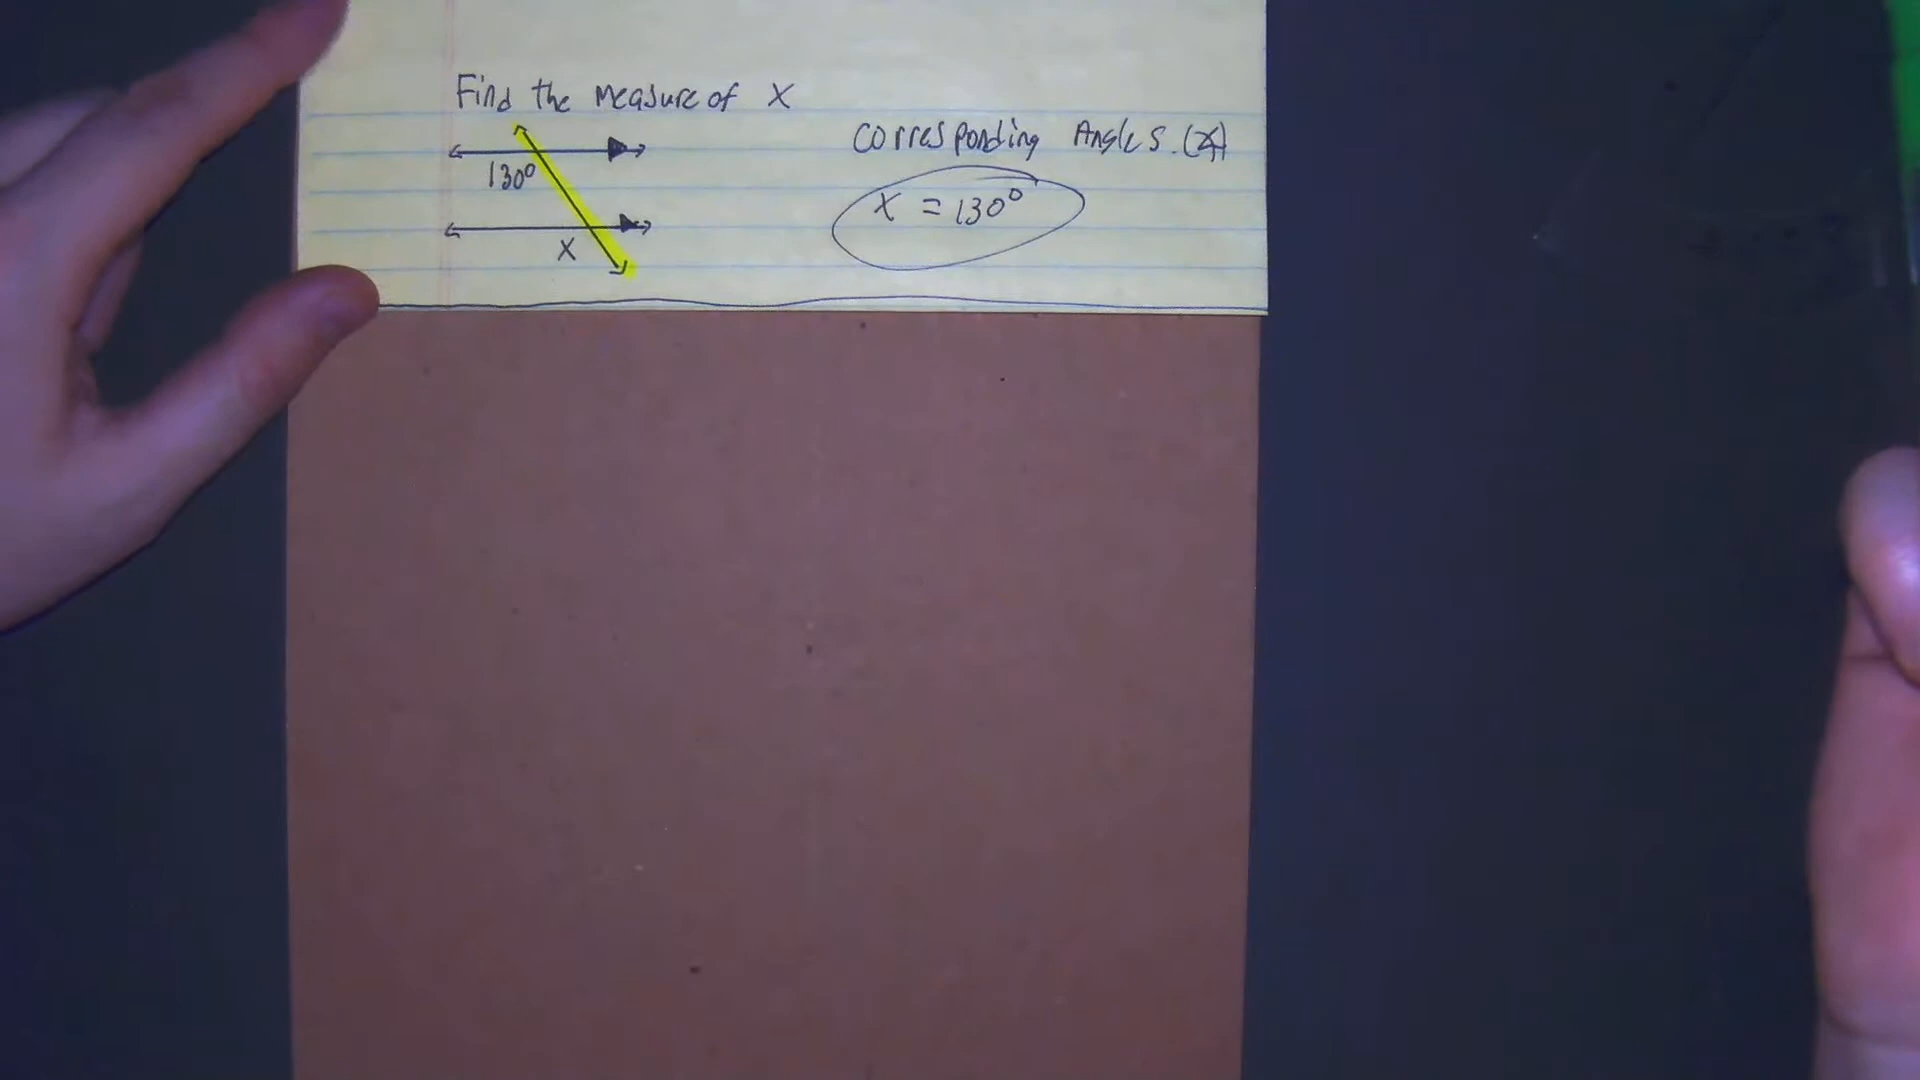 Find the measure of x
130°
x
Corresponding Angles.
x = 130°